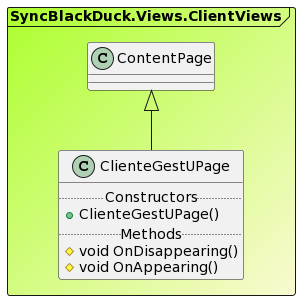 SyncBlackDuck.Views.ClientViews
C ContentPage
C ClienteGestUPage
Constructors
ClienteGestUPage()
Methods
void OnDisappearing()
void OnAppearing()